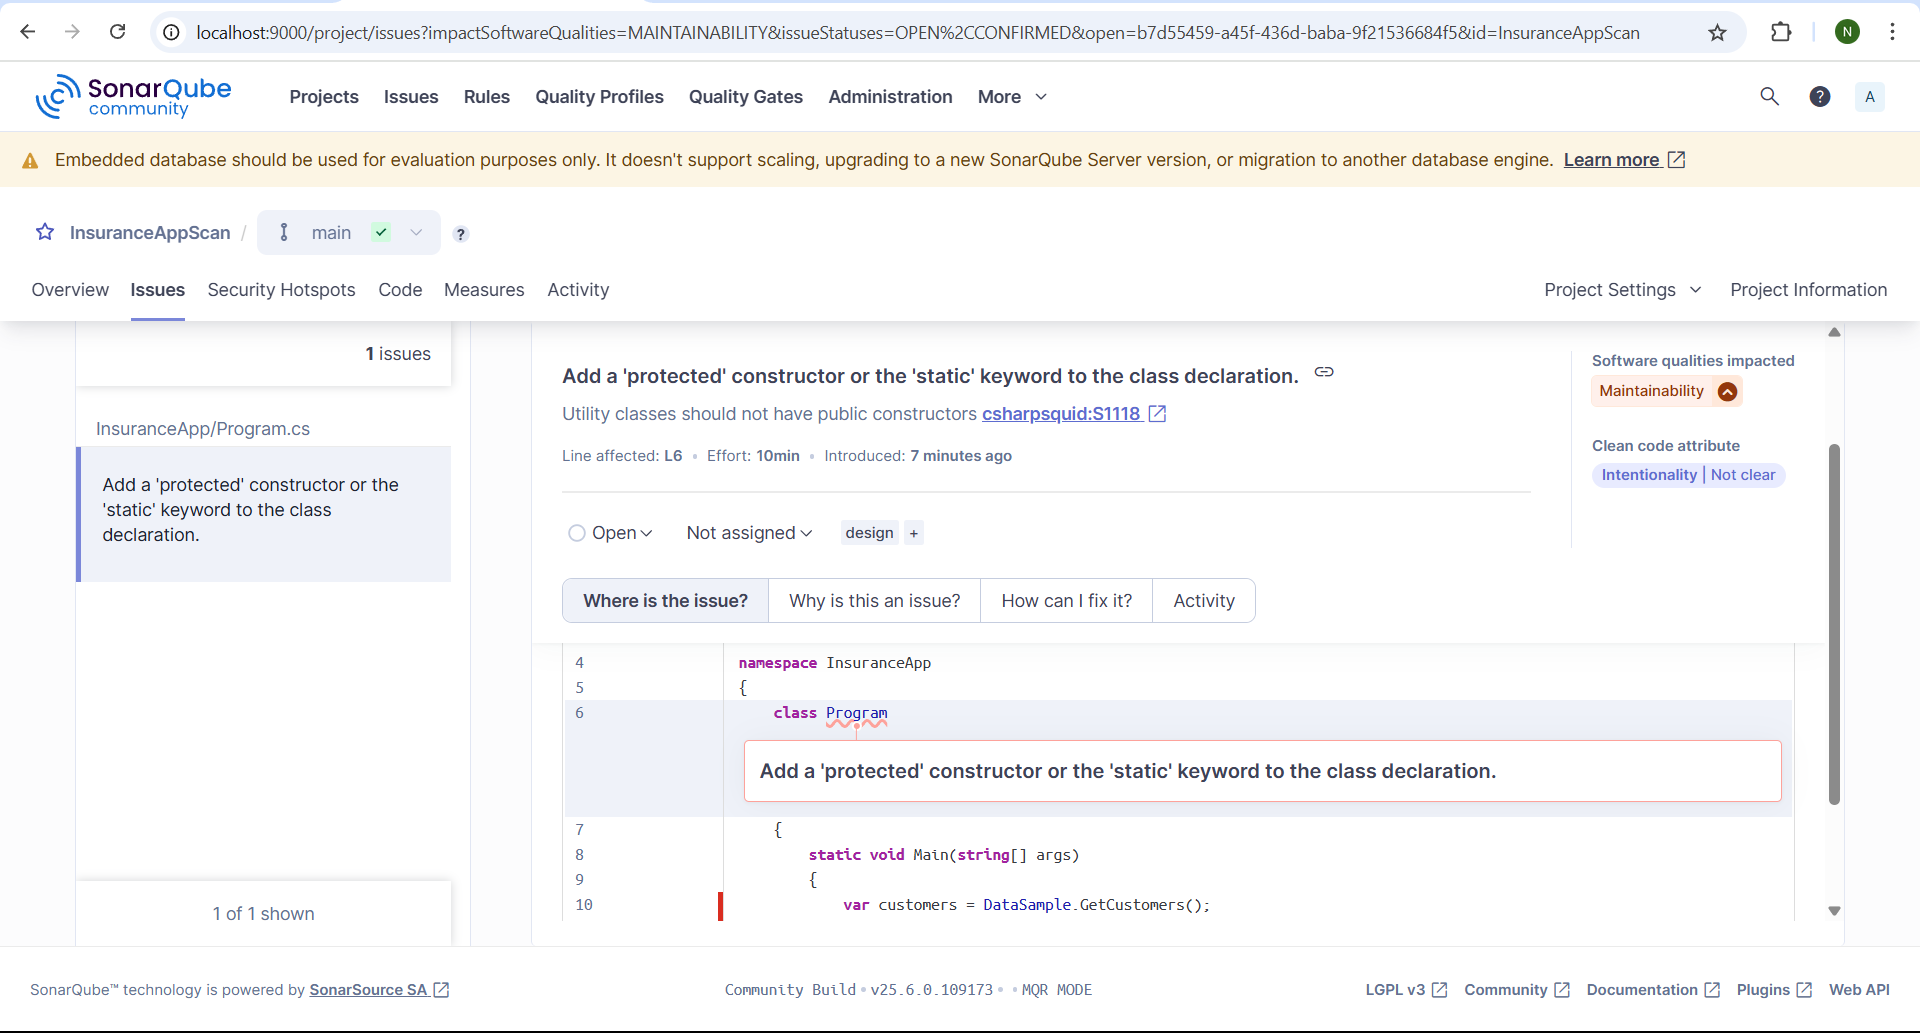 localhost:9000/project/issues?impactSoftwareQualities=MAINTAINABILITY&issueStatuses=OPEN%2CCONFIRMED&open=b7d55459-a45f-436d-baba-9f21536684f5&id=InsuranceAppScan
N
SonarQube community
Projects Issues Rules Quality Profiles Quality Gates Administration More
? A
Embedded database should be used for evaluation purposes only. It doesn't support scaling, upgrading to a new SonarQube Server version, or migration to another database engine. Learn more
InsuranceAppScan / main ?
Overview Issues Security Hotspots Code Measures Activity
Project Settings Project Information
1 issues
InsuranceApp/Program.cs
Add a 'protected' constructor or the
'static' keyword to the class
declaration.
1 of 1 shown
Add a 'protected' constructor or the 'static' keyword to the class declaration.
Utility classes should not have public constructors csharpsquid:S1118
Line affected: L6 • Effort: 10min • Introduced: 7 minutes ago
Open Not assigned design +
Software qualities impacted
Maintainability
Clean code attribute
Intentionality | Not clear
Where is the issue? Why is this an issue? How can I fix it? Activity
4 namespace InsuranceApp
5 {
6 class Program
Add a 'protected' constructor or the 'static' keyword to the class declaration.
7 {
8 static void Main(string[] args)
9 {
10 var customers = DataSample.GetCustomers();
SonarQube™ technology is powered by SonarSource SA
Community Build • v25.6.0.109173 • • MQR MODE
LGPL v3 Community Documentation Plugins Web API